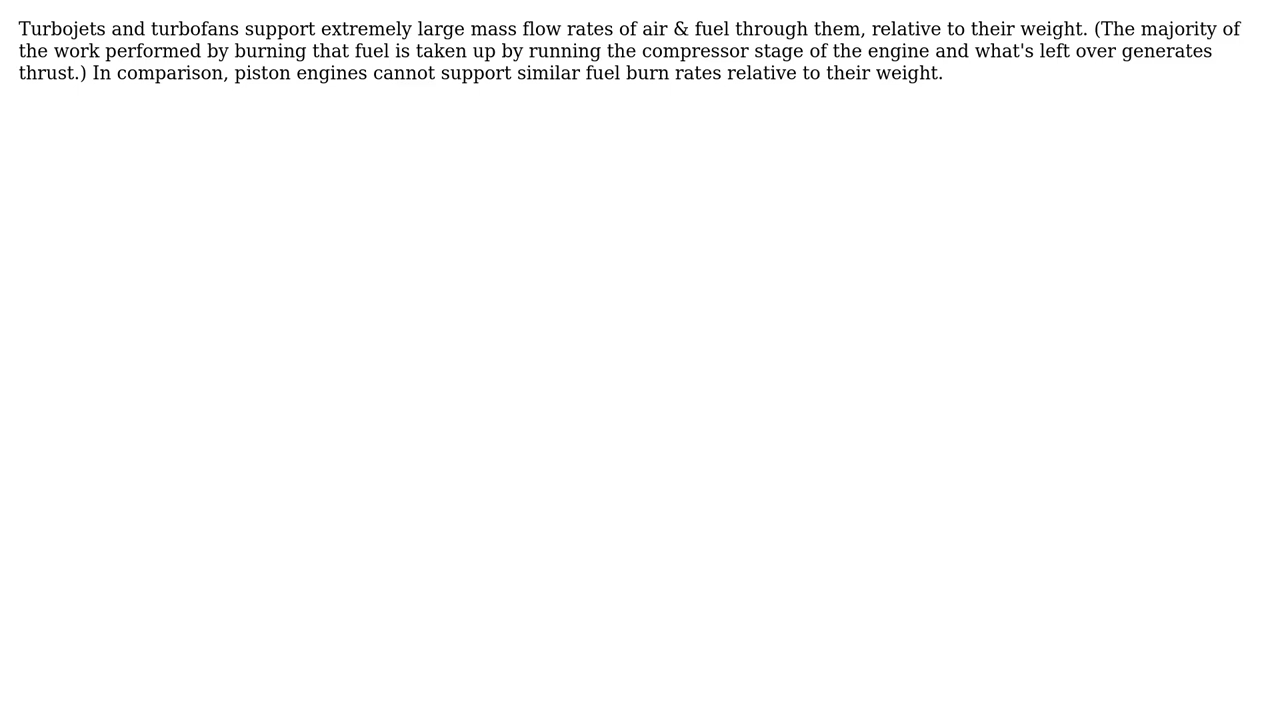 Turbojets and turbofans support extremely large mass flow rates of air & fuel through them, relative to their weight. (The majority of
the work performed by burning that fuel is taken up by running the compressor stage of the engine and what's left over generates
thrust.) In comparison, piston engines cannot support similar fuel burn rates relative to their weight.